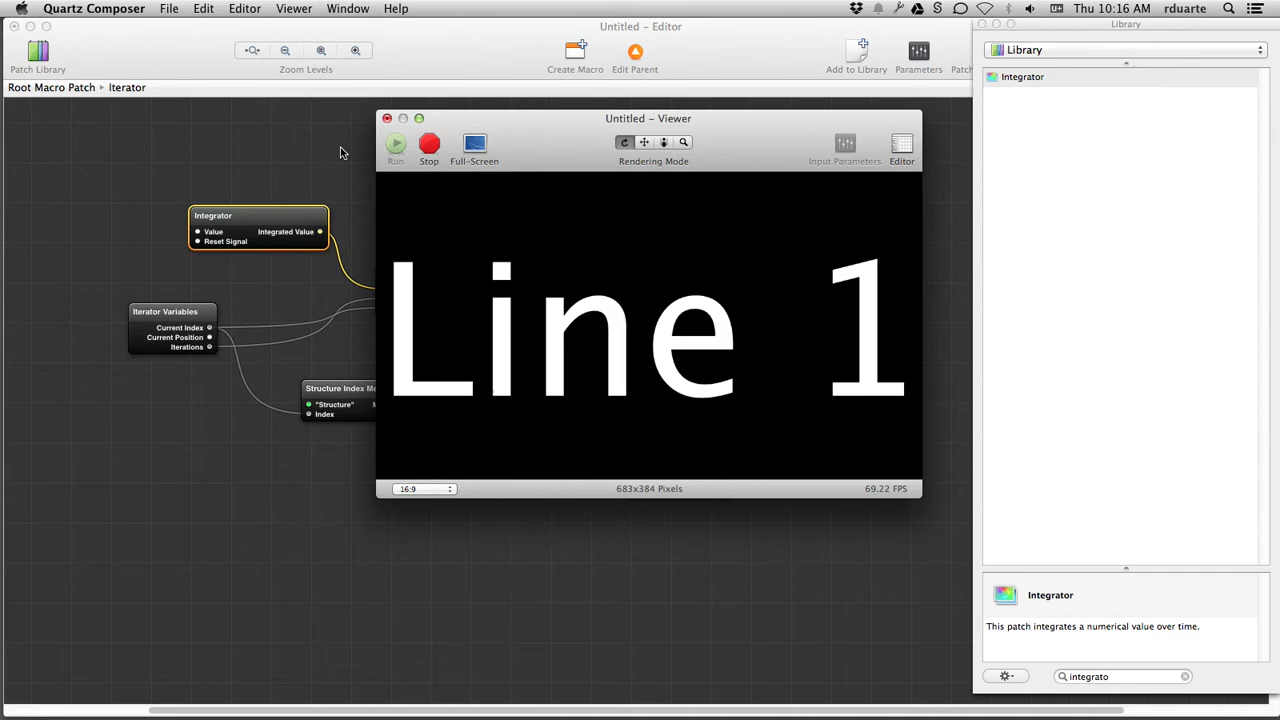 Quartz Composer File Edit Editor Viewer Window Help Thu 10:16 AM rduarte
Untitled - Editor
Library
Patch Library
Zoom Levels
Create Macro
Edit Parent
Add to Library
Parameters
Library
Root Macro Patch ▸ Iterator
Integrator
Untitled - Viewer
Run
Stop
Full-Screen
Rendering Mode
Input Parameters
Editor
Integrator
Value Integrated Value
Reset Signal
Line 1
Iterator Variables
Current Index
Current Position
Iterations
Structure Index
"Structure"
Index
16:9
683x384 Pixels
69.22 FPS
Integrator
This patch integrates a numerical value over time.
integrato